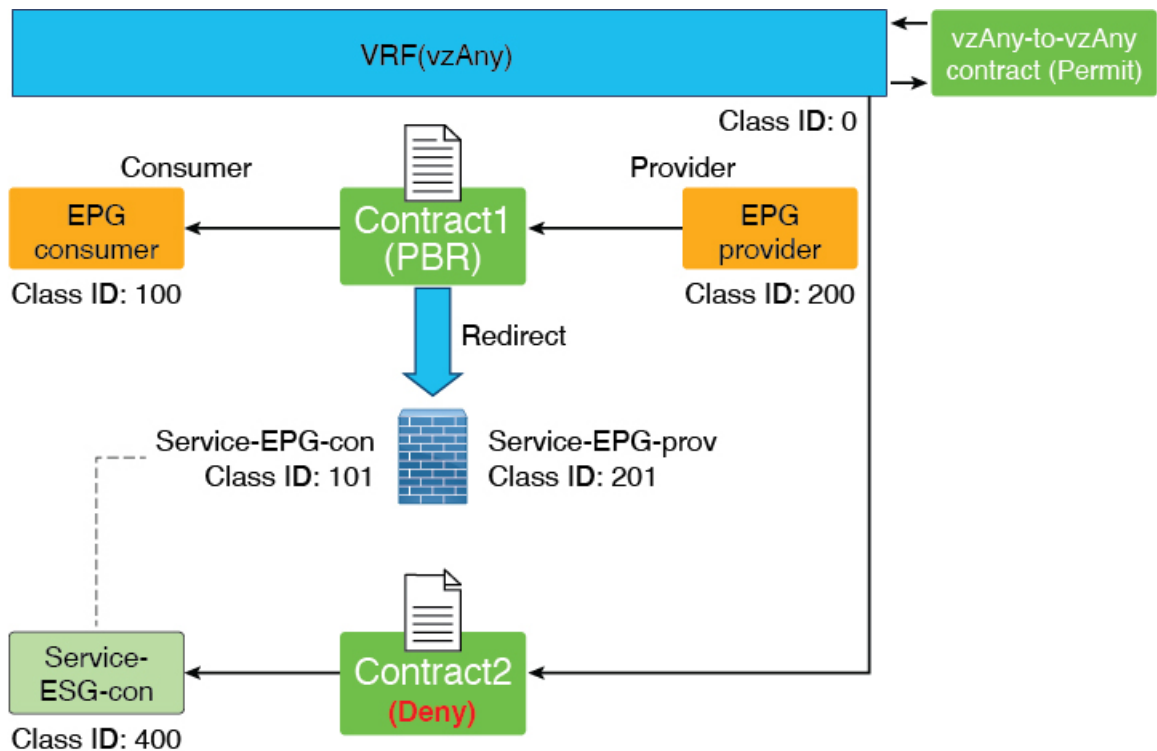 VRF(vzAny)
vzAny-to-vzAny
contract (Permit)
Class ID: 0
Consumer
Provider
EPG
consumer
Contract1
(PBR)
EPG
provider
Class ID: 100
Class ID: 200
Redirect
Service-EPG-con
Class ID: 101
Service-EPG-prov
Class ID: 201
Service-
ESG-con
Contract2
(Deny)
Class ID: 400